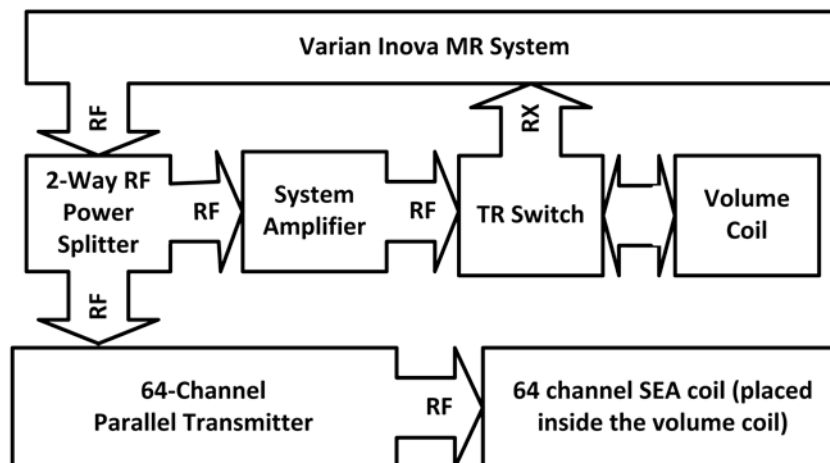 Varian Inova MR System
RF
RX
2-Way RF
Power
Splitter
RF
System
Amplifier
RF
TR Switch
Volume
Coil
RF
64-Channel
Parallel Transmitter
RF
64 channel SEA coil (placed
inside the volume coil)